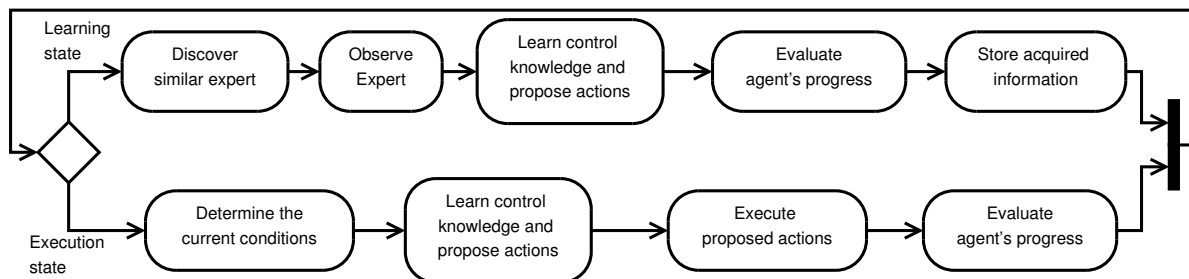 Learning
state
Discover
similar expert
Observe
Expert
Learn control
knowledge and
propose actions
Evaluate
agent's progress
Store acquired
information
Execution
state
Determine the
current conditions
Learn control
knowledge and
propose actions
Execute
proposed actions
Evaluate
agent's progress